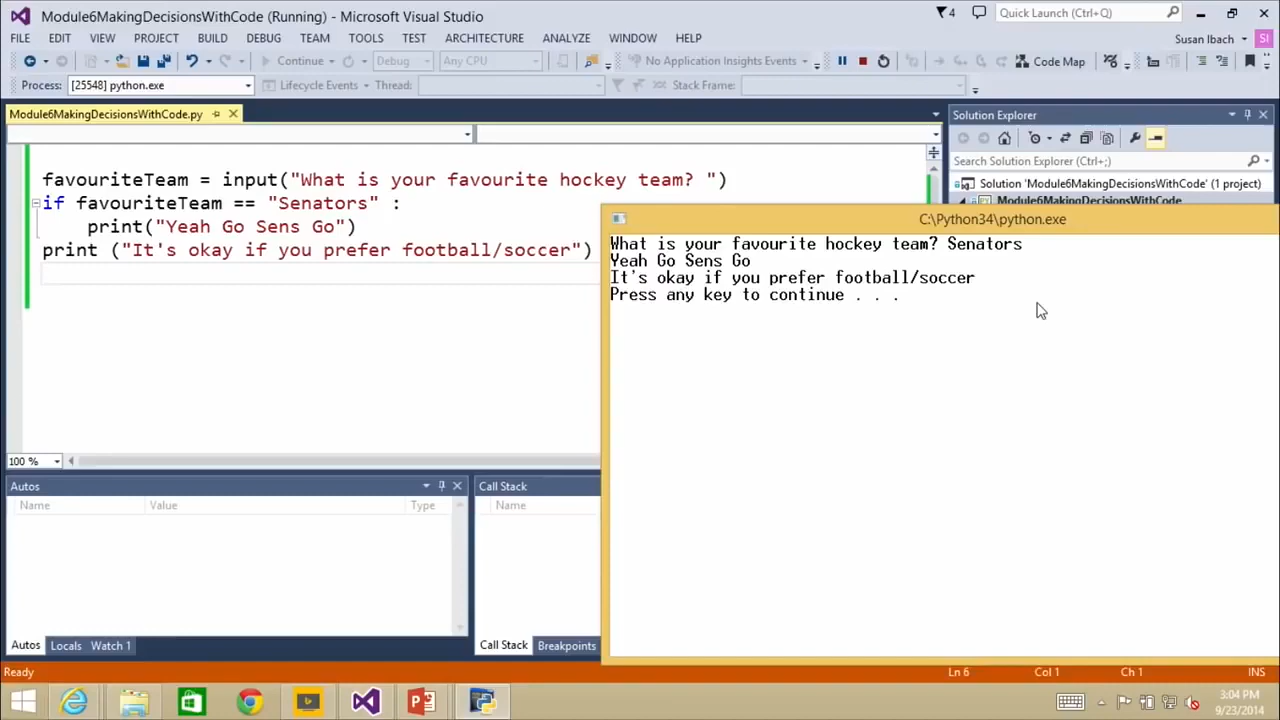 Module6MakingDecisionsWithCode (Running) - Microsoft Visual Studio
4
Quick Launch (Ctrl+Q)
FILE EDIT VIEW PROJECT BUILD DEBUG TEAM TOOLS TEST ARCHITECTURE ANALYZE WINDOW HELP
Susan Ibach SI
Continue Debug Any CPU No Application Insights Events Code Map
Process: [25548] python.exe Lifecycle Events Thread: Stack Frame:
Module6MakingDecisionsWithCode.py
Solution Explorer
Search Solution Explorer (Ctrl+;)
Solution 'Module6MakingDecisionsWithCode' (1 project)
Module6MakingDecisionsWithCode
favouriteTeam = input("What is your favourite hockey team? ")
if favouriteTeam == "Senators" :
print("Yeah Go Sens Go")
print ("It's okay if you prefer football/soccer")
C:\Python34\python.exe
What is your favourite hockey team? Senators
Yeah Go Sens Go
It's okay if you prefer football/soccer
Press any key to continue . . .
100 %
Autos
Name Value Type
Call Stack
Name
Autos Locals Watch 1
Call Stack Breakpoints
Ready Ln 6 Col 1 Ch 1 INS
3:04 PM
9/23/2014